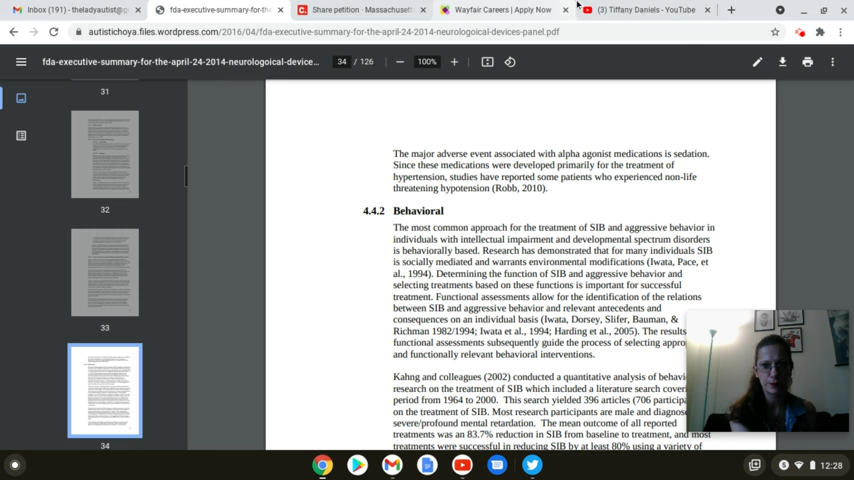 Inbox (191) - theladyautist@g
fda-executive-summary-for-the-
Share petition · Massachusett
Wayfair Careers | Apply Now
(3) Tiffany Daniels - YouTube
autistichoya.files.wordpress.com/2016/04/fda-executive-summary-for-the-april-24-2014-neurologoical-devices-panel.pdf
fda-executive-summary-for-the-april-24-2014-neurologoical-device...
34 / 126
100%
31
32
33
34
The major adverse event associated with alpha agonist medications is sedation.
Since these medications were developed primarily for the treatment of
hypertension, studies have reported some patients who experienced non-life
threatening hypotension (Robb, 2010).
4.4.2 Behavioral
The most common approach for the treatment of SIB and aggressive behavior in
individuals with intellectual impairment and developmental spectrum disorders
is behaviorally based. Research has demonstrated that for many individuals SIB
is socially mediated and warrants environmental modifications (Iwata, Pace, et
al., 1994). Determining the function of SIB and aggressive behavior and
selecting treatments based on these functions is important for successful
treatment. Functional assessments allow for the identification of the relations
between SIB and aggressive behavior and relevant antecedents and
consequences on an individual basis (Iwata, Dorsey, Slifer, Bauman, &
Richman 1982/1994; Iwata et al., 1994; Harding et al., 2005). The results
functional assessments subsequently guide the process of selecting appro
and functionally relevant behavioral interventions.
Kahng and colleagues (2002) conducted a quantitative analysis of behavi
research on the treatment of SIB which included a literature search coveri
period from 1964 to 2000. This search yielded 396 articles (706 participa
on the treatment of SIB. Most research participants are male and diagnose
severe/profound mental retardation. The mean outcome of all reported
treatments was an 83.7% reduction in SIB from baseline to treatment, and most
treatments were successful in reducing SIB by at least 80% using a variety of
12:28